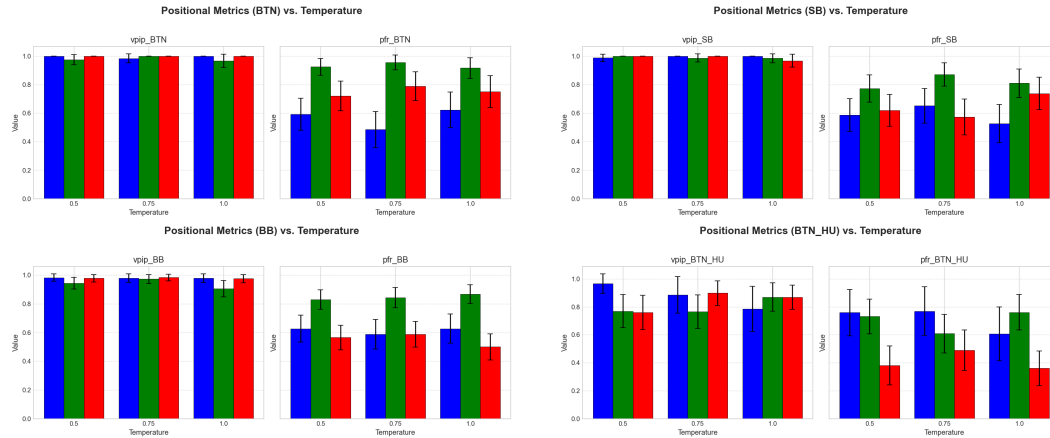 Positional Metrics (BTN) vs. Temperature
vpip_BTN
pfr_BTN
Value
1.0
0.8
0.6
0.4
0.2
0.0
0.5
0.75
1.0
Temperature
Value
0.5
0.75
1.0
Temperature
Positional Metrics (SB) vs. Temperature
vpip_SB
pfr_SB
Value
1.0
0.8
0.6
0.4
0.2
0.0
0.5
0.75
1.0
Temperature
Value
0.5
0.75
1.0
Temperature
Positional Metrics (BB) vs. Temperature
vpip_BB
pfr_BB
Value
1.0
0.8
0.6
0.4
0.2
0.0
0.5
0.75
1.0
Temperature
Value
0.5
0.75
1.0
Temperature
Positional Metrics (BTN_HU) vs. Temperature
vpip_BTN_HU
pfr_BTN_HU
Value
1.0
0.8
0.6
0.4
0.2
0.0
0.5
0.75
1.0
Temperature
Value
0.5
0.75
1.0
Temperature